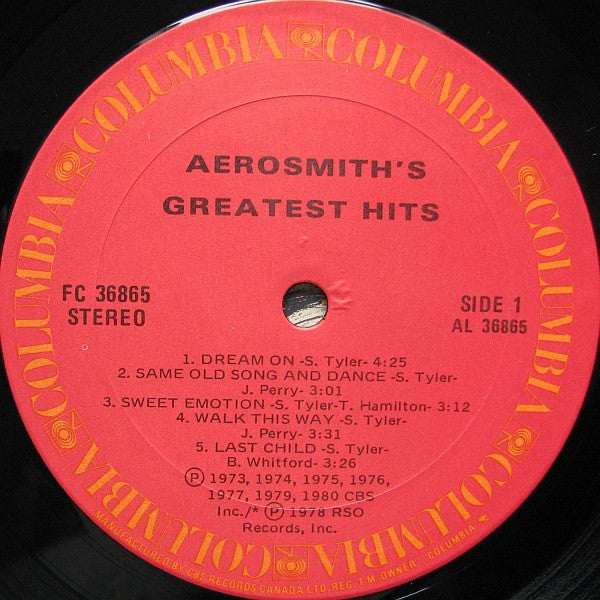 COLUMBIA COLUMBIA COLUMBIA COLUMBIA COLUMBIA COLUMBIA
AEROSMITH'S
GREATEST HITS
FC 36865
STEREO
SIDE 1
AL 36865
1. DREAM ON -S. Tyler- 4:25
2. SAME OLD SONG AND DANCE -S. Tyler-
J. Perry- 3:01
3. SWEET EMOTION -S. Tyler-T. Hamilton- 3:12
4. WALK THIS WAY -S. Tyler-
J. Perry- 3:31
5. LAST CHILD -S. Tyler-
B. Whitford- 3:26
Ⓟ 1973, 1974, 1975, 1976,
1977, 1979, 1980 CBS
Inc./* Ⓟ 1978 RSO
Records, Inc.
MANUFACTURED BY CBS RECORDS CANADA LTD. REG. T.M. OWNER "COLUMBIA"